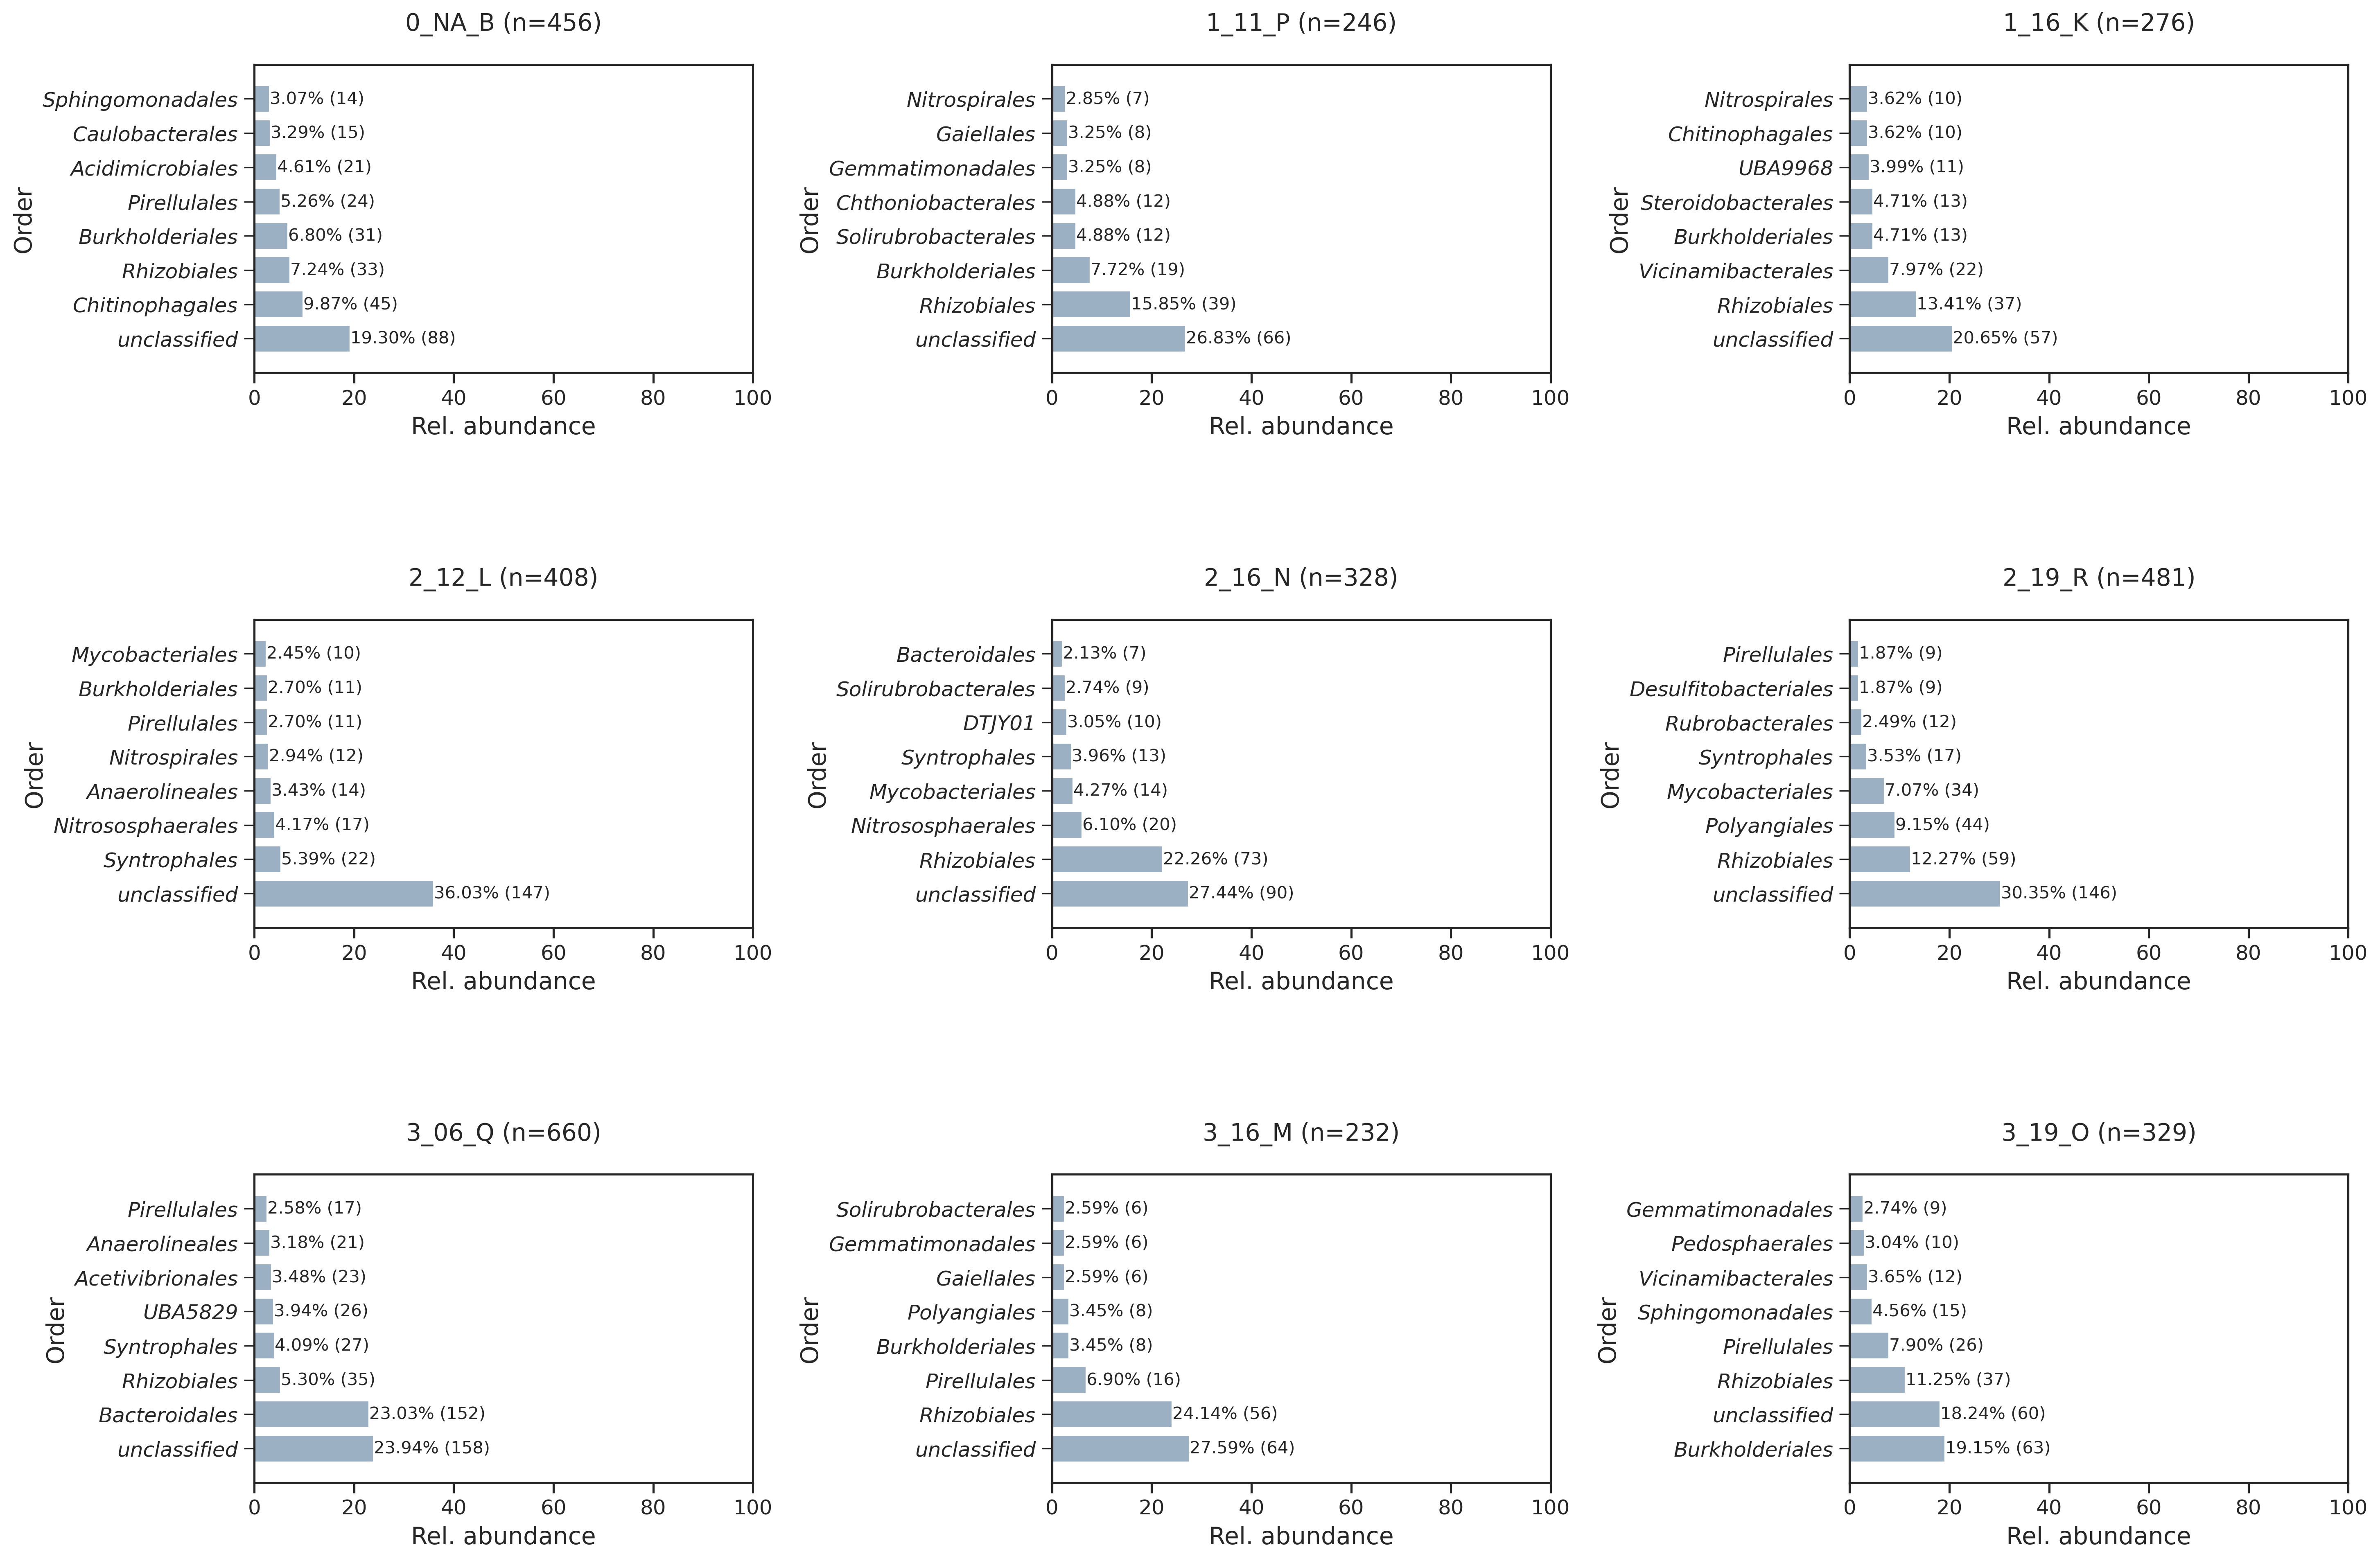 0_NA_B (n=456)
Order
Sphingomonadales 3.07% (14)
Caulobacterales 3.29% (15)
Acidimicrobiales 4.61% (21)
Pirellulales 5.26% (24)
Burkholderiales 6.80% (31)
Rhizobiales 7.24% (33)
Chitinophagales 9.87% (45)
unclassified 19.30% (88)
0 20 40 60 80 100
Rel. abundance
1_11_P (n=246)
Order
Nitrospirales 2.85% (7)
Gaiellales 3.25% (8)
Gemmatimonadales 3.25% (8)
Chthoniobacterales 4.88% (12)
Solirubrobacterales 4.88% (12)
Burkholderiales 7.72% (19)
Rhizobiales 15.85% (39)
unclassified 26.83% (66)
0 20 40 60 80 100
Rel. abundance
1_16_K (n=276)
Order
Nitrospirales 3.62% (10)
Chitinophagales 3.62% (10)
UBA9968 3.99% (11)
Steroidobacterales 4.71% (13)
Burkholderiales 4.71% (13)
Vicinamibacterales 7.97% (22)
Rhizobiales 13.41% (37)
unclassified 20.65% (57)
0 20 40 60 80 100
Rel. abundance
2_12_L (n=408)
Order
Mycobacteriales 2.45% (10)
Burkholderiales 2.70% (11)
Pirellulales 2.70% (11)
Nitrospirales 2.94% (12)
Anaerolineales 3.43% (14)
Nitrososphaerales 4.17% (17)
Syntrophales 5.39% (22)
unclassified 36.03% (147)
0 20 40 60 80 100
Rel. abundance
2_16_N (n=328)
Order
Bacteroidales 2.13% (7)
Solirubrobacterales 2.74% (9)
DTJY01 3.05% (10)
Syntrophales 3.96% (13)
Mycobacteriales 4.27% (14)
Nitrososphaerales 6.10% (20)
Rhizobiales 22.26% (73)
unclassified 27.44% (90)
0 20 40 60 80 100
Rel. abundance
2_19_R (n=481)
Order
Pirellulales 1.87% (9)
Desulfitobacteriales 1.87% (9)
Rubrobacterales 2.49% (12)
Syntrophales 3.53% (17)
Mycobacteriales 7.07% (34)
Polyangiales 9.15% (44)
Rhizobiales 12.27% (59)
unclassified 30.35% (146)
0 20 40 60 80 100
Rel. abundance
3_06_Q (n=660)
Order
Pirellulales 2.58% (17)
Anaerolineales 3.18% (21)
Acetivibrionales 3.48% (23)
UBA5829 3.94% (26)
Syntrophales 4.09% (27)
Rhizobiales 5.30% (35)
Bacteroidales 23.03% (152)
unclassified 23.94% (158)
0 20 40 60 80 100
Rel. abundance
3_16_M (n=232)
Order
Solirubrobacterales 2.59% (6)
Gemmatimonadales 2.59% (6)
Gaiellales 2.59% (6)
Polyangiales 3.45% (8)
Burkholderiales 3.45% (8)
Pirellulales 6.90% (16)
Rhizobiales 24.14% (56)
unclassified 27.59% (64)
0 20 40 60 80 100
Rel. abundance
3_19_O (n=329)
Order
Gemmatimonadales 2.74% (9)
Pedosphaerales 3.04% (10)
Vicinamibacterales 3.65% (12)
Sphingomonadales 4.56% (15)
Pirellulales 7.90% (26)
Rhizobiales 11.25% (37)
unclassified 18.24% (60)
Burkholderiales 19.15% (63)
0 20 40 60 80 100
Rel. abundance